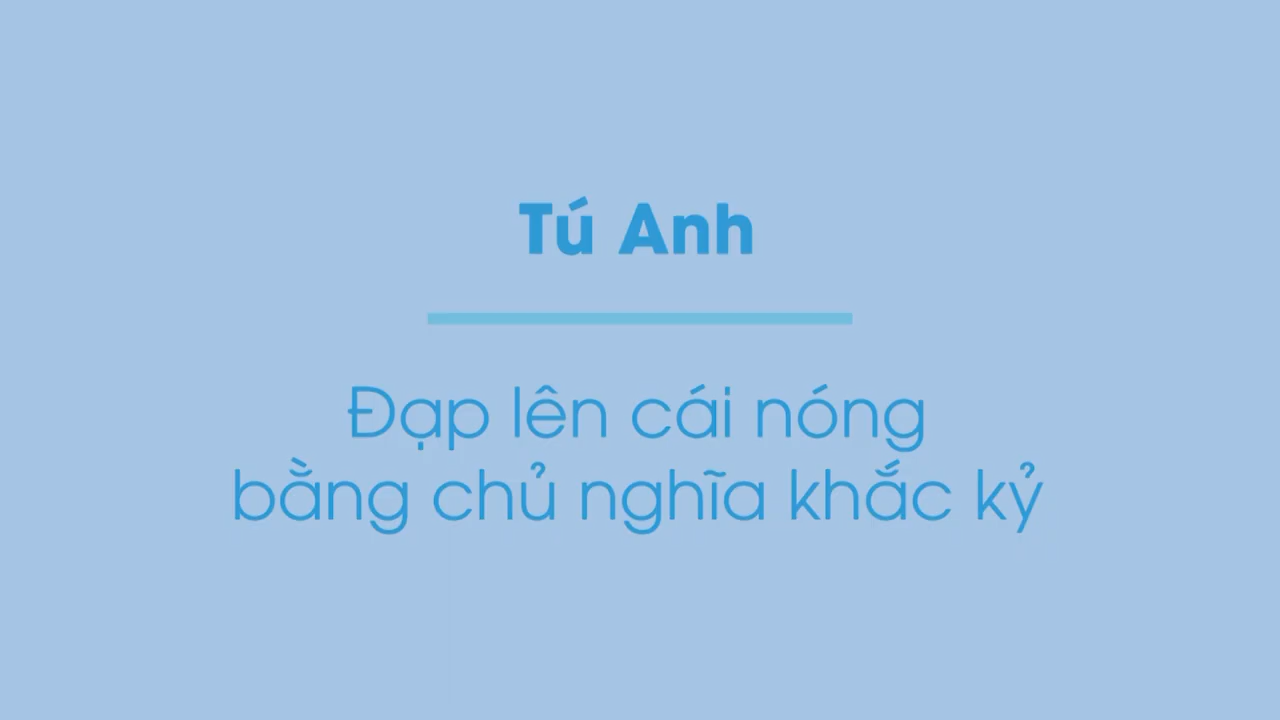 Tú Anh
Đạp lên cái nóng
bằng chủ nghĩa khắc kỷ